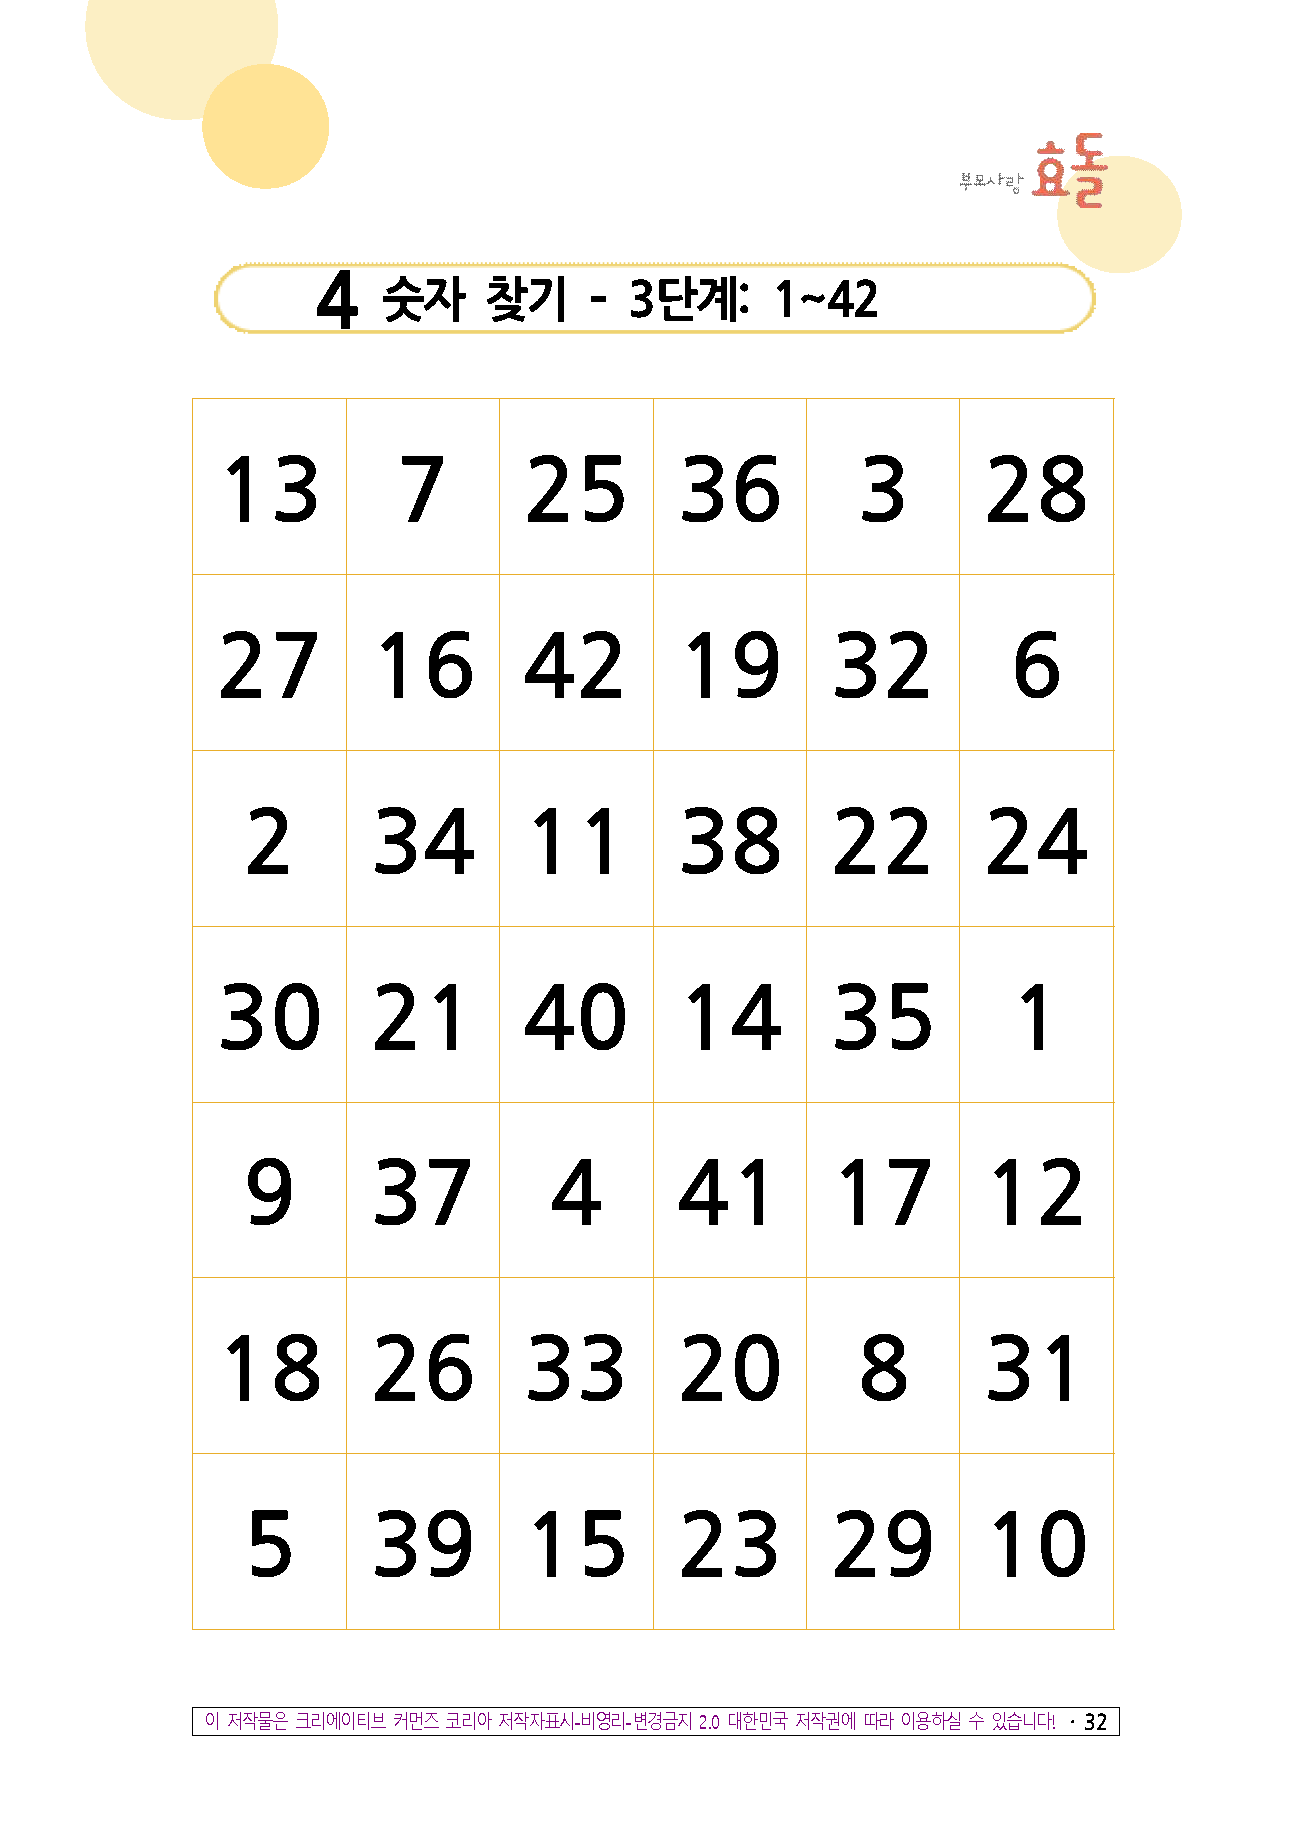 부모사랑 효돌
4 숫자 찾기 - 3단계: 1~42
13 7 25 36 3 28
27 16 42 19 32 6
2 34 11 38 22 24
30 21 40 14 35 1
9 37 4 41 17 12
18 26 33 20 8 31
5 39 15 23 29 10
이 저작물은 크리에이티브 커먼즈 코리아 저작자표시-비영리-변경금지 2.0 대한민국 저작권에 따라 이용하실 수 있습니다! · 32